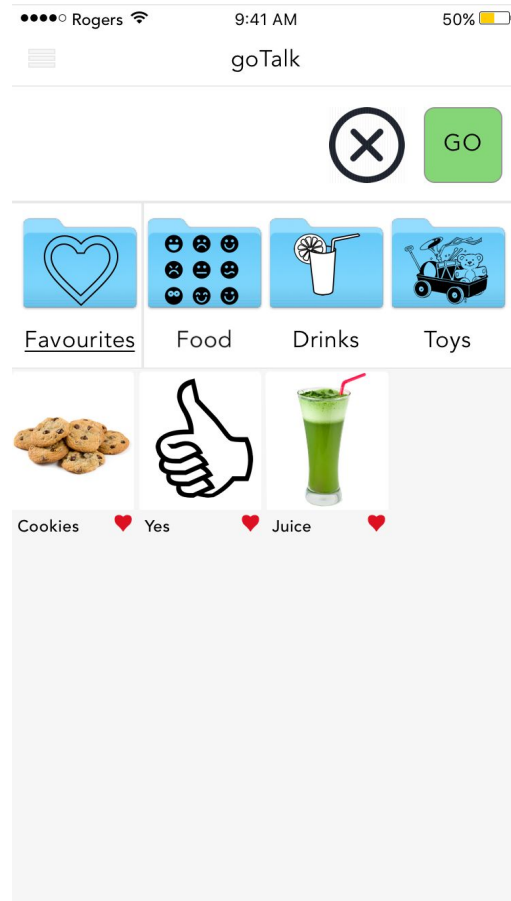 Rogers 9:41 AM 50%
goTalk
GO
Favourites Food Drinks Toys
Cookies Yes Juice